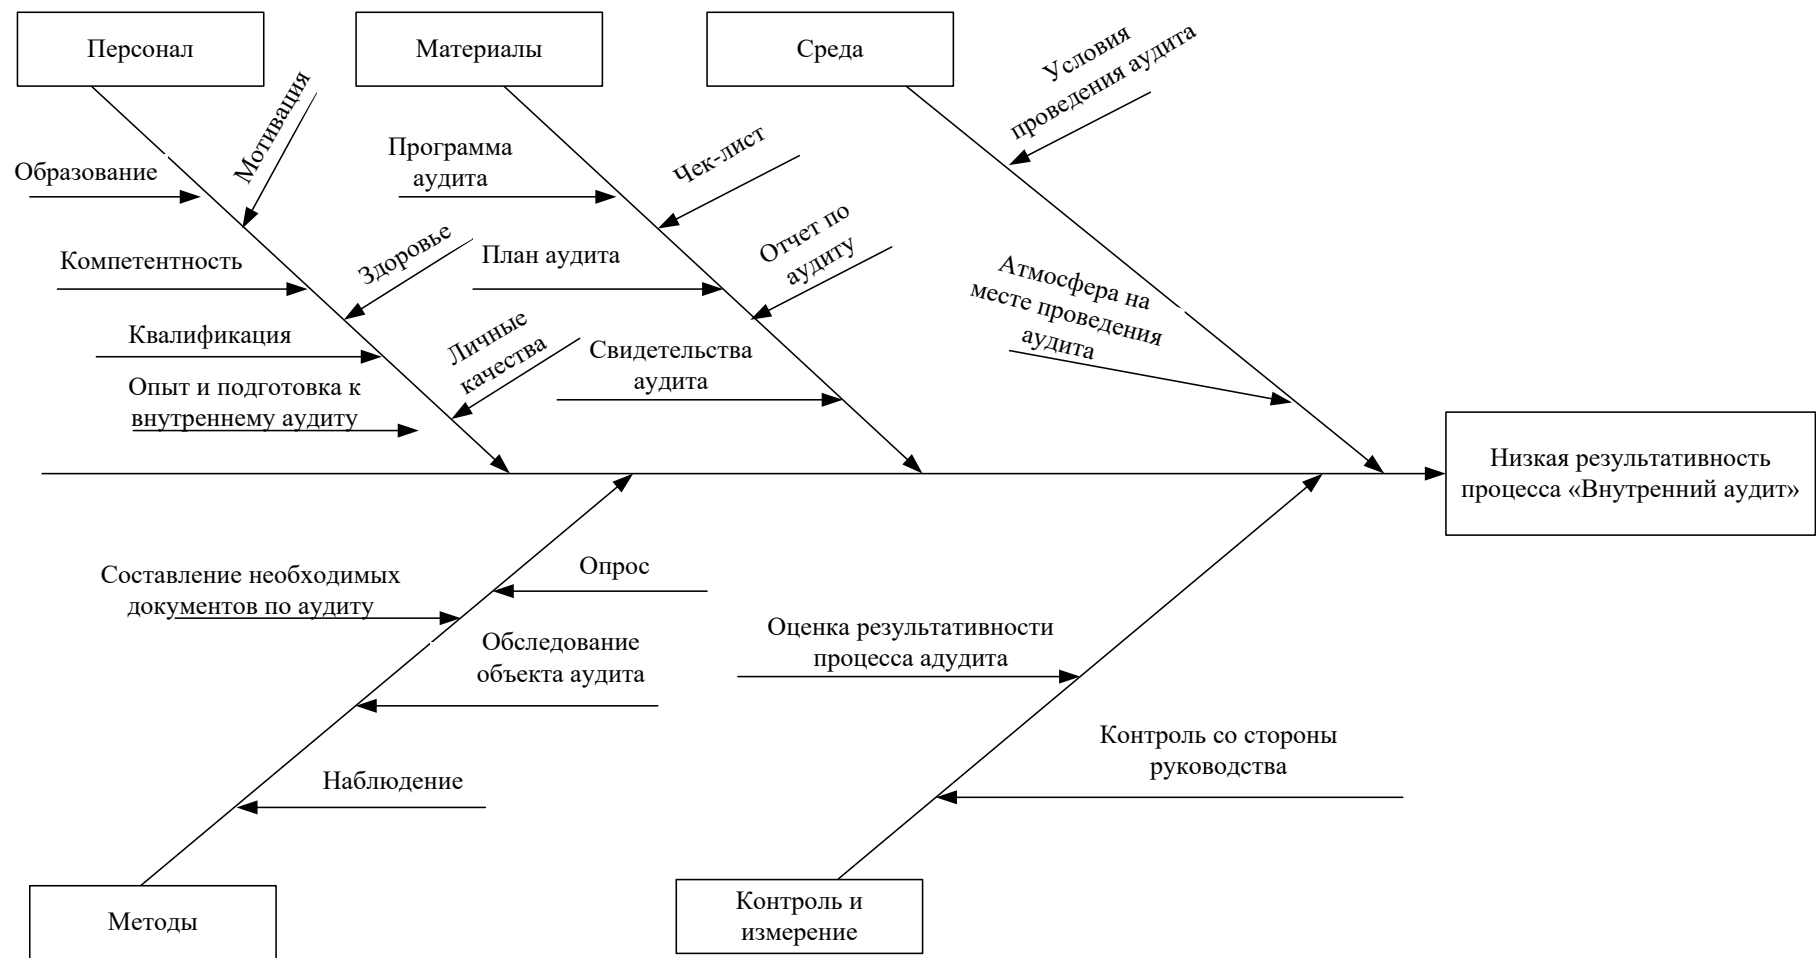 Персонал
Материалы
Среда
Условия
проведения аудита
Мотивация
Образование
Программа
аудита
Чек-лист
Компетентность
Здоровье
План аудита
Отчет по
аудиту
Атмосфера на
месте проведения
аудита
Квалификация
Личные
качества
Свидетельства
аудита
Опыт и подготовка к
внутреннему аудиту
Низкая результативность
процесса «Внутренний аудит»
Составление необходимых
документов по аудиту
Опрос
Обследование
объекта аудита
Оценка результативности
процесса адудита
Наблюдение
Контроль со стороны
руководства
Методы
Контроль и
измерение